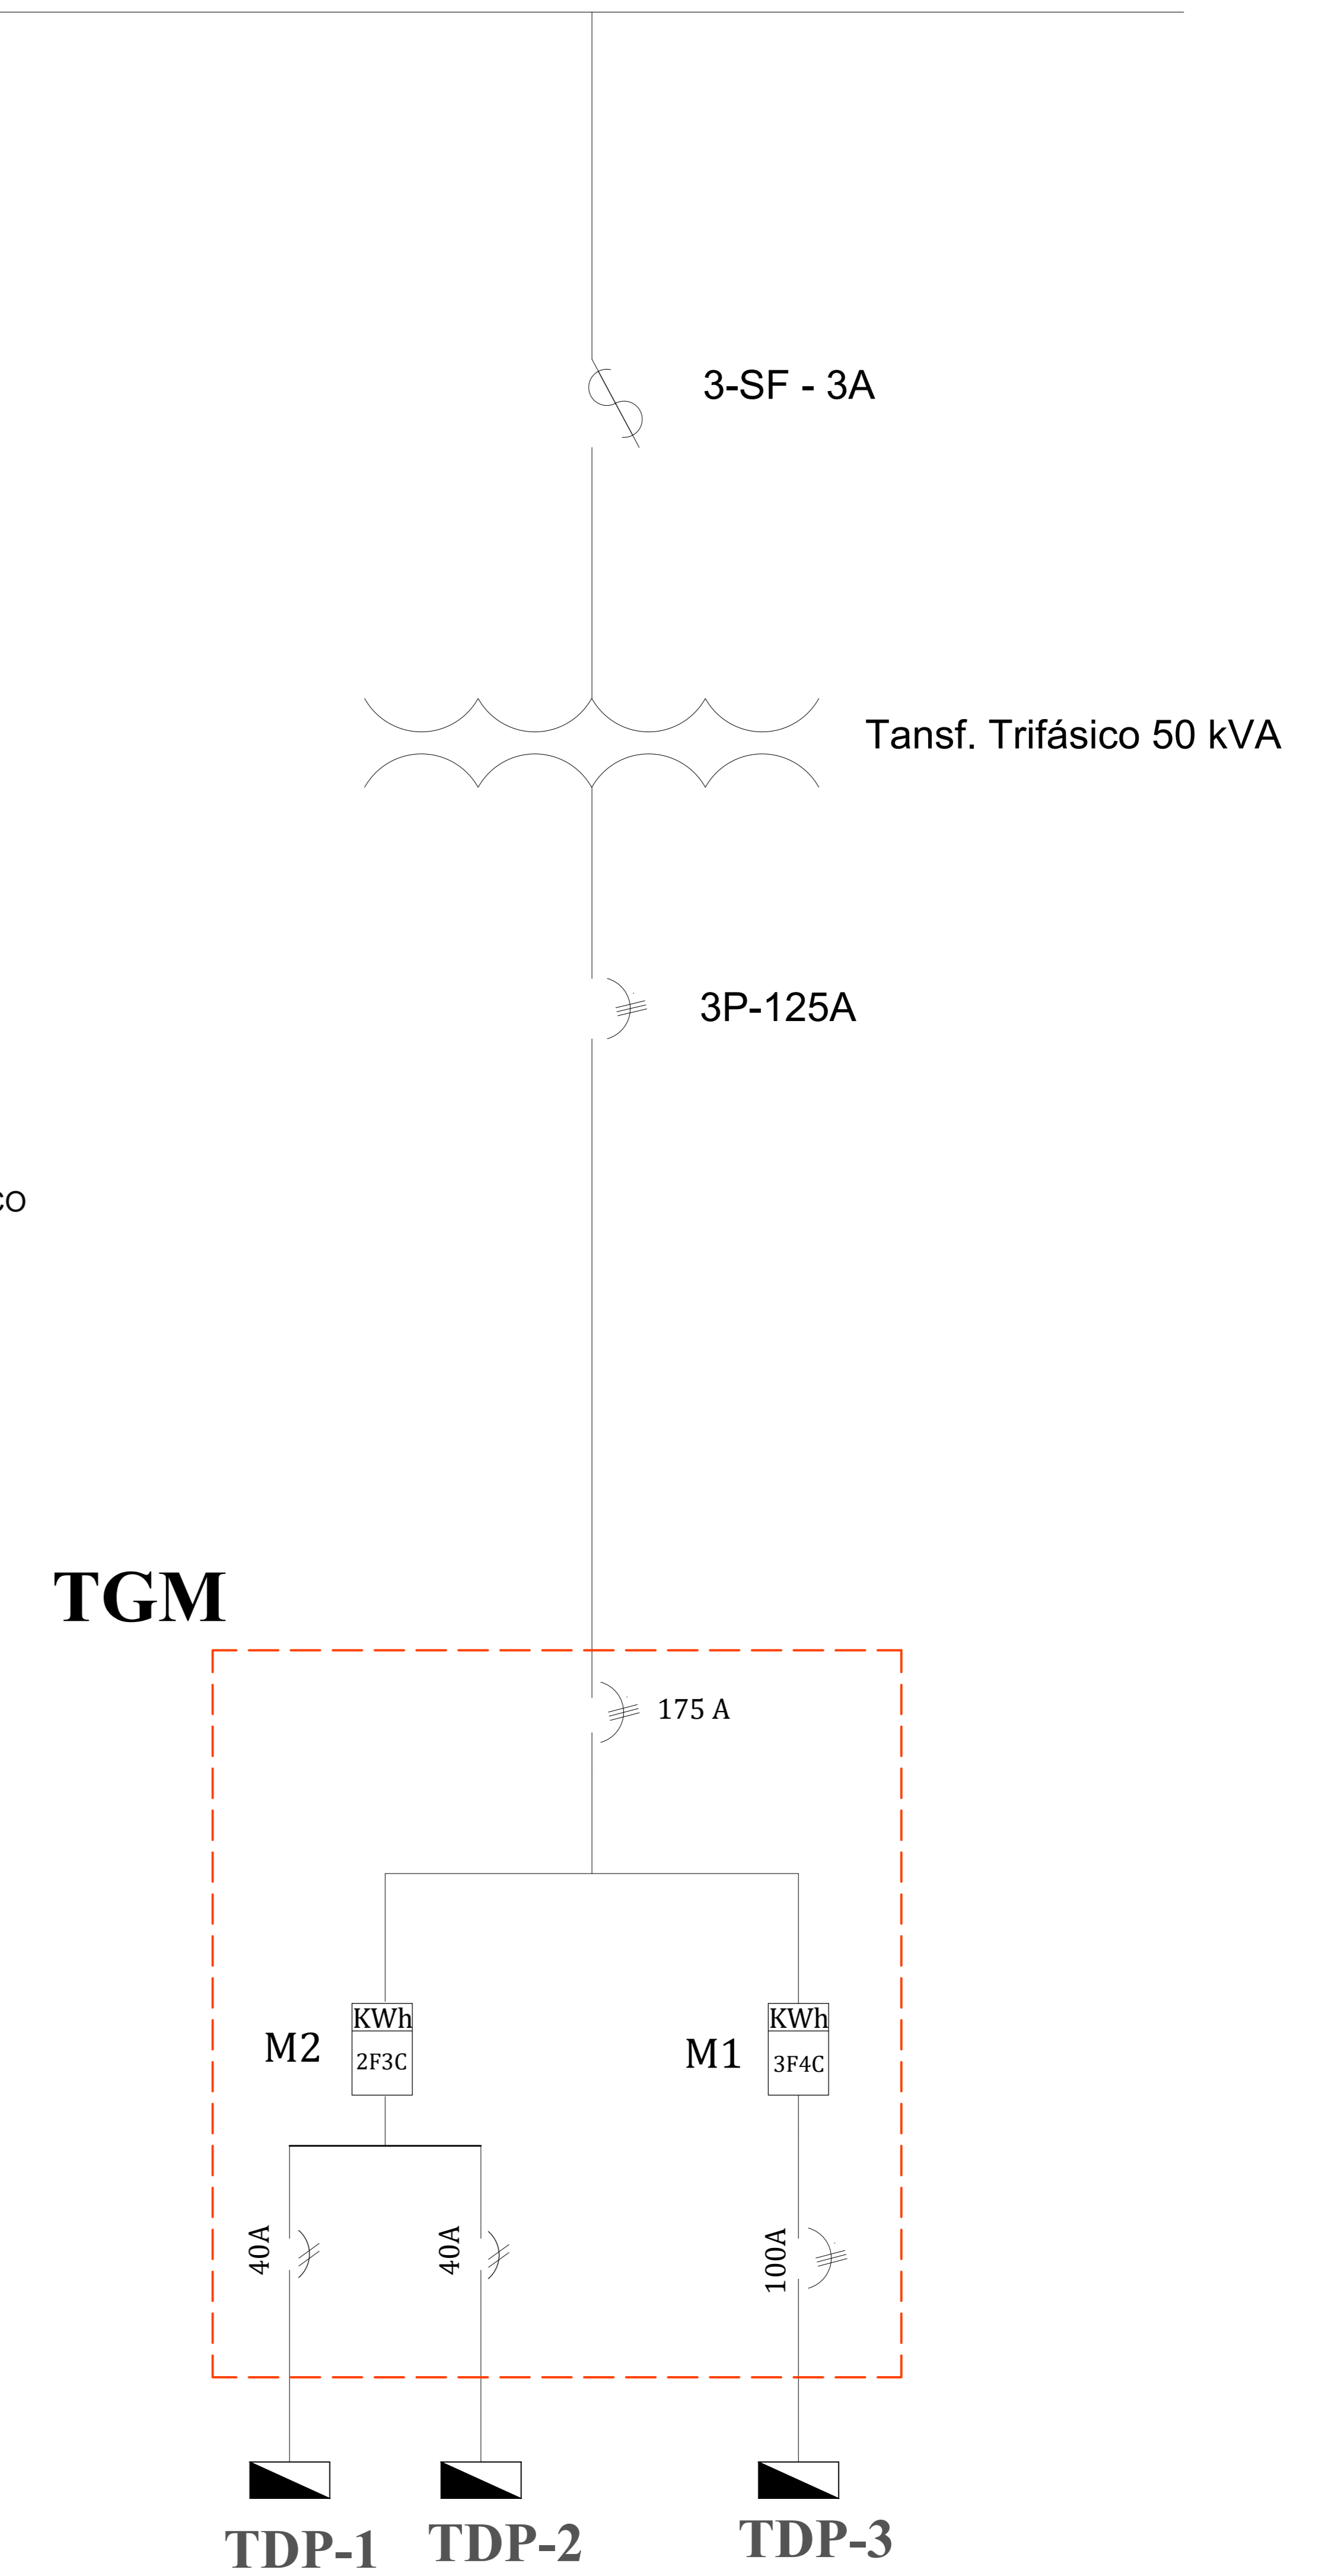 3-SF - 3A
Tansf. Trifásico 50 kVA
3P-125A
co
TGM
175 A
KWh
KWh
M2
M1
2F3C
3F4C
40A
40A
100A
TDP-1
TDP-2
TDP-3